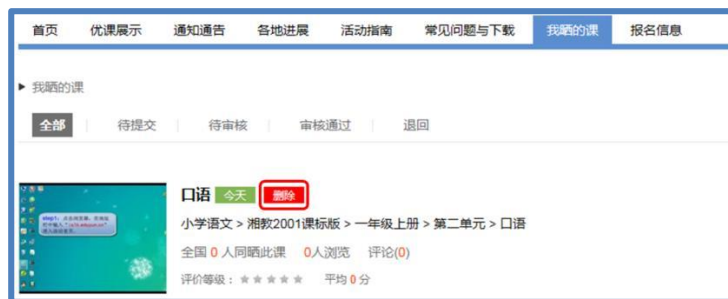 首页 优课展示 通知通告 各地进展 活动指南 常见问题与下载 我晒的课 报名信息
▶ 我晒的课
全部 待提交 待审核 审核通过 退回
口语 今天 删除
小学语文 > 湘教2001课标版 > 一年级上册 > 第二单元 > 口语
全国 0 人同晒此课 0人浏览 评论(0)
评价等级： ★★★★★ 平均 0 分